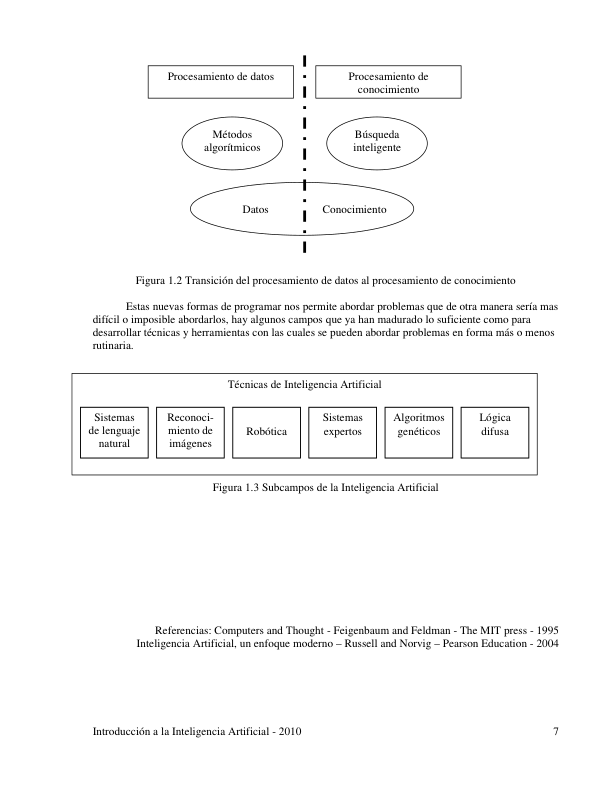 Procesamiento de datos
Procesamiento de
conocimiento
Métodos
algorítmicos
Búsqueda
inteligente
Datos
Conocimiento
Figura 1.2 Transición del procesamiento de datos al procesamiento de conocimiento
Estas nuevas formas de programar nos permite abordar problemas que de otra manera sería mas
difícil o imposible abordarlos, hay algunos campos que ya han madurado lo suficiente como para
desarrollar técnicas y herramientas con las cuales se pueden abordar problemas en forma más o menos
rutinaria.
Técnicas de Inteligencia Artificial
Sistemas
de lenguaje
natural
Reconoci-
miento de
imágenes
Robótica
Sistemas
expertos
Algoritmos
genéticos
Lógica
difusa
Figura 1.3 Subcampos de la Inteligencia Artificial
Referencias: Computers and Thought - Feigenbaum and Feldman - The MIT press - 1995
Inteligencia Artificial, un enfoque moderno – Russell and Norvig – Pearson Education - 2004
Introducción a la Inteligencia Artificial - 2010 7